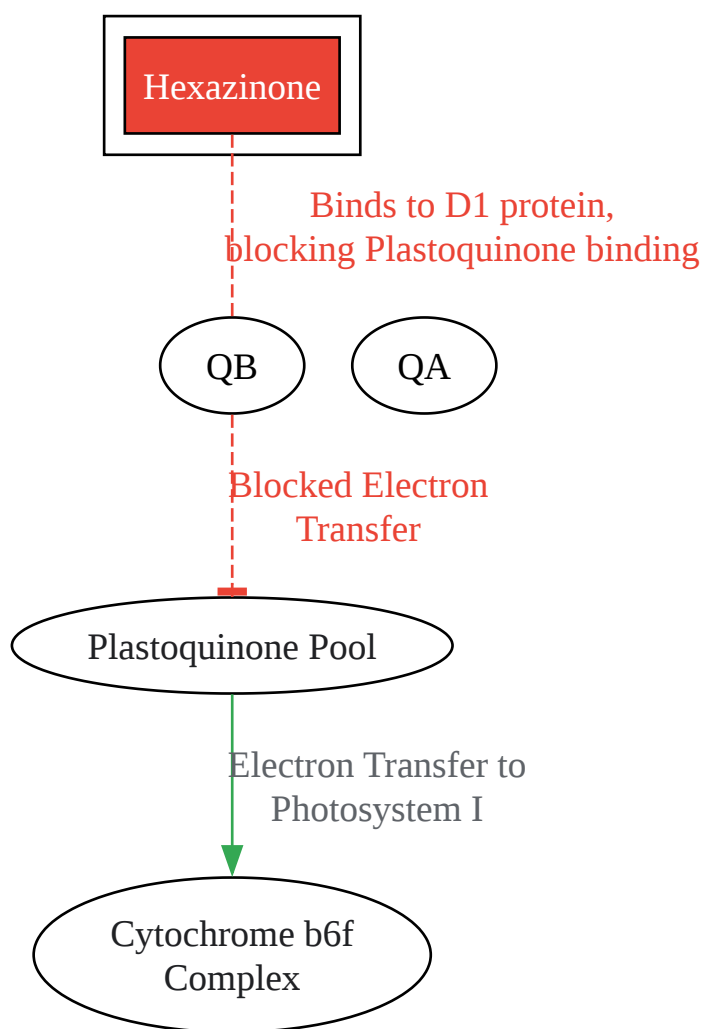 Hexazinone
Binds to D1 protein,
blocking Plastoquinone binding
QB
QA
Blocked Electron
Transfer
Plastoquinone Pool
Electron Transfer to
Photosystem I
Cytochrome b6f
Complex